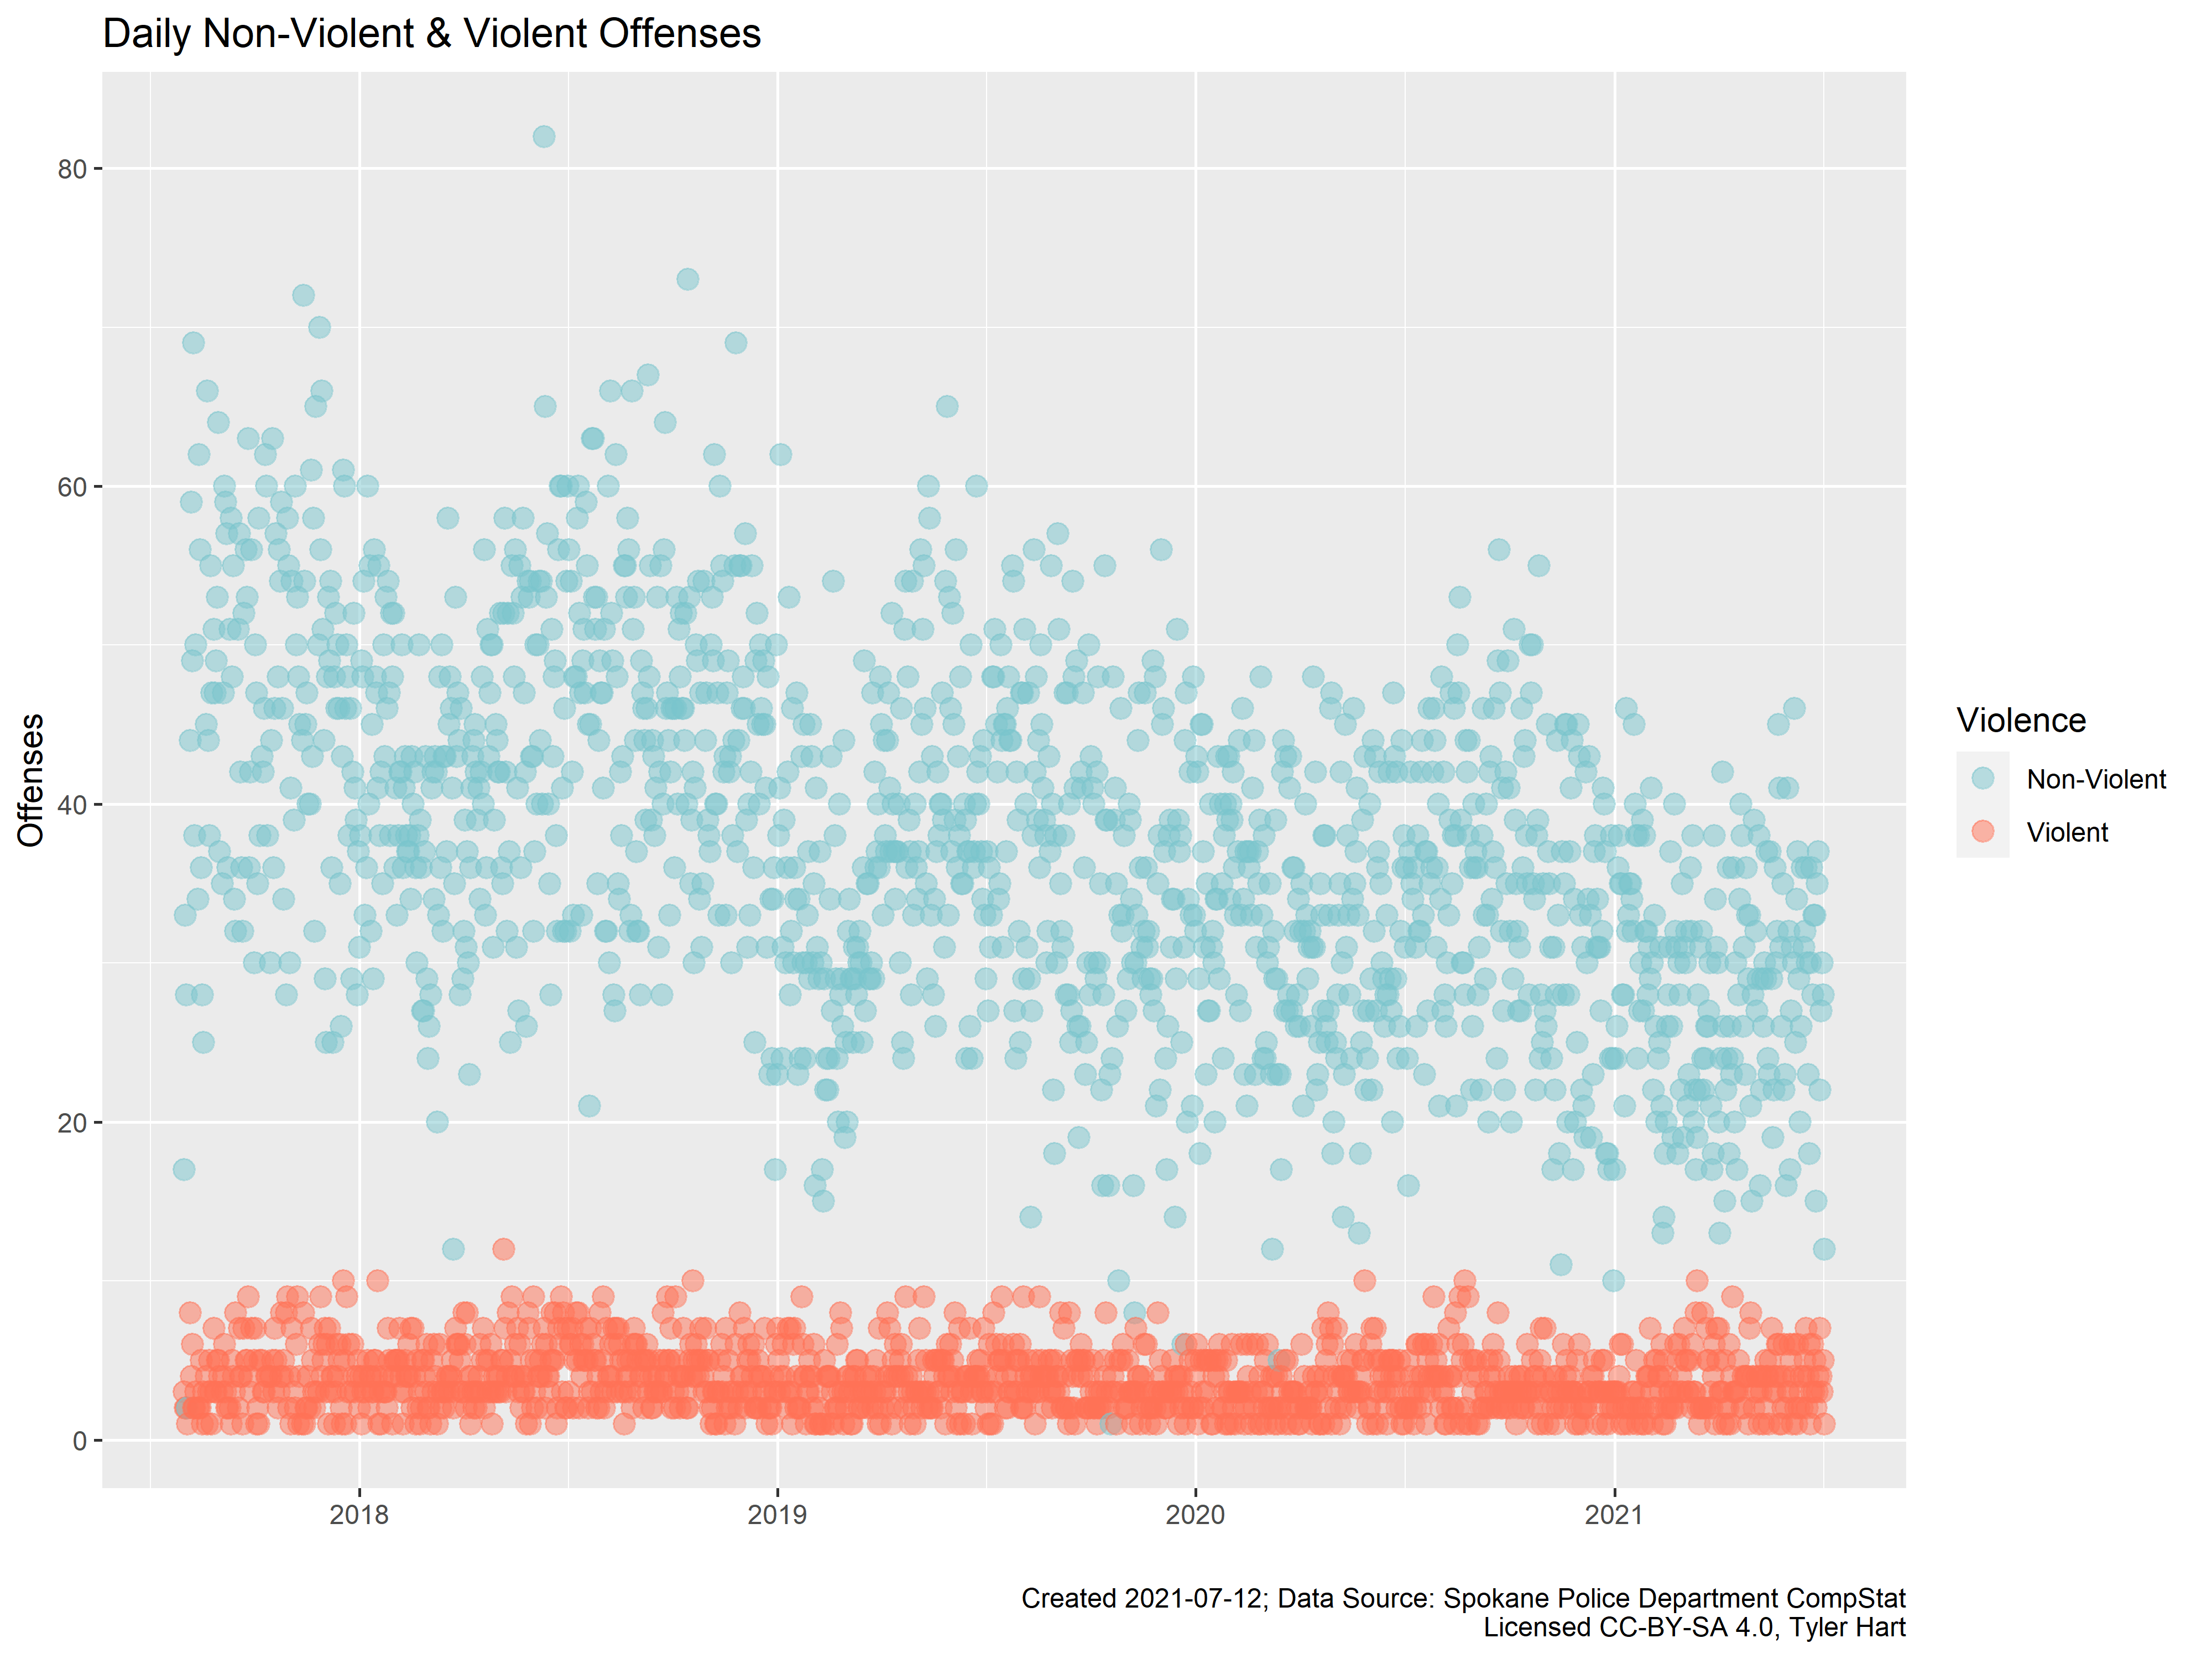 Daily Non-Violent & Violent Offenses
80
60
40
20
0
Offenses
2018 2019 2020 2021
Violence
Non-Violent
Violent
Created 2021-07-12; Data Source: Spokane Police Department CompStat
Licensed CC-BY-SA 4.0, Tyler Hart